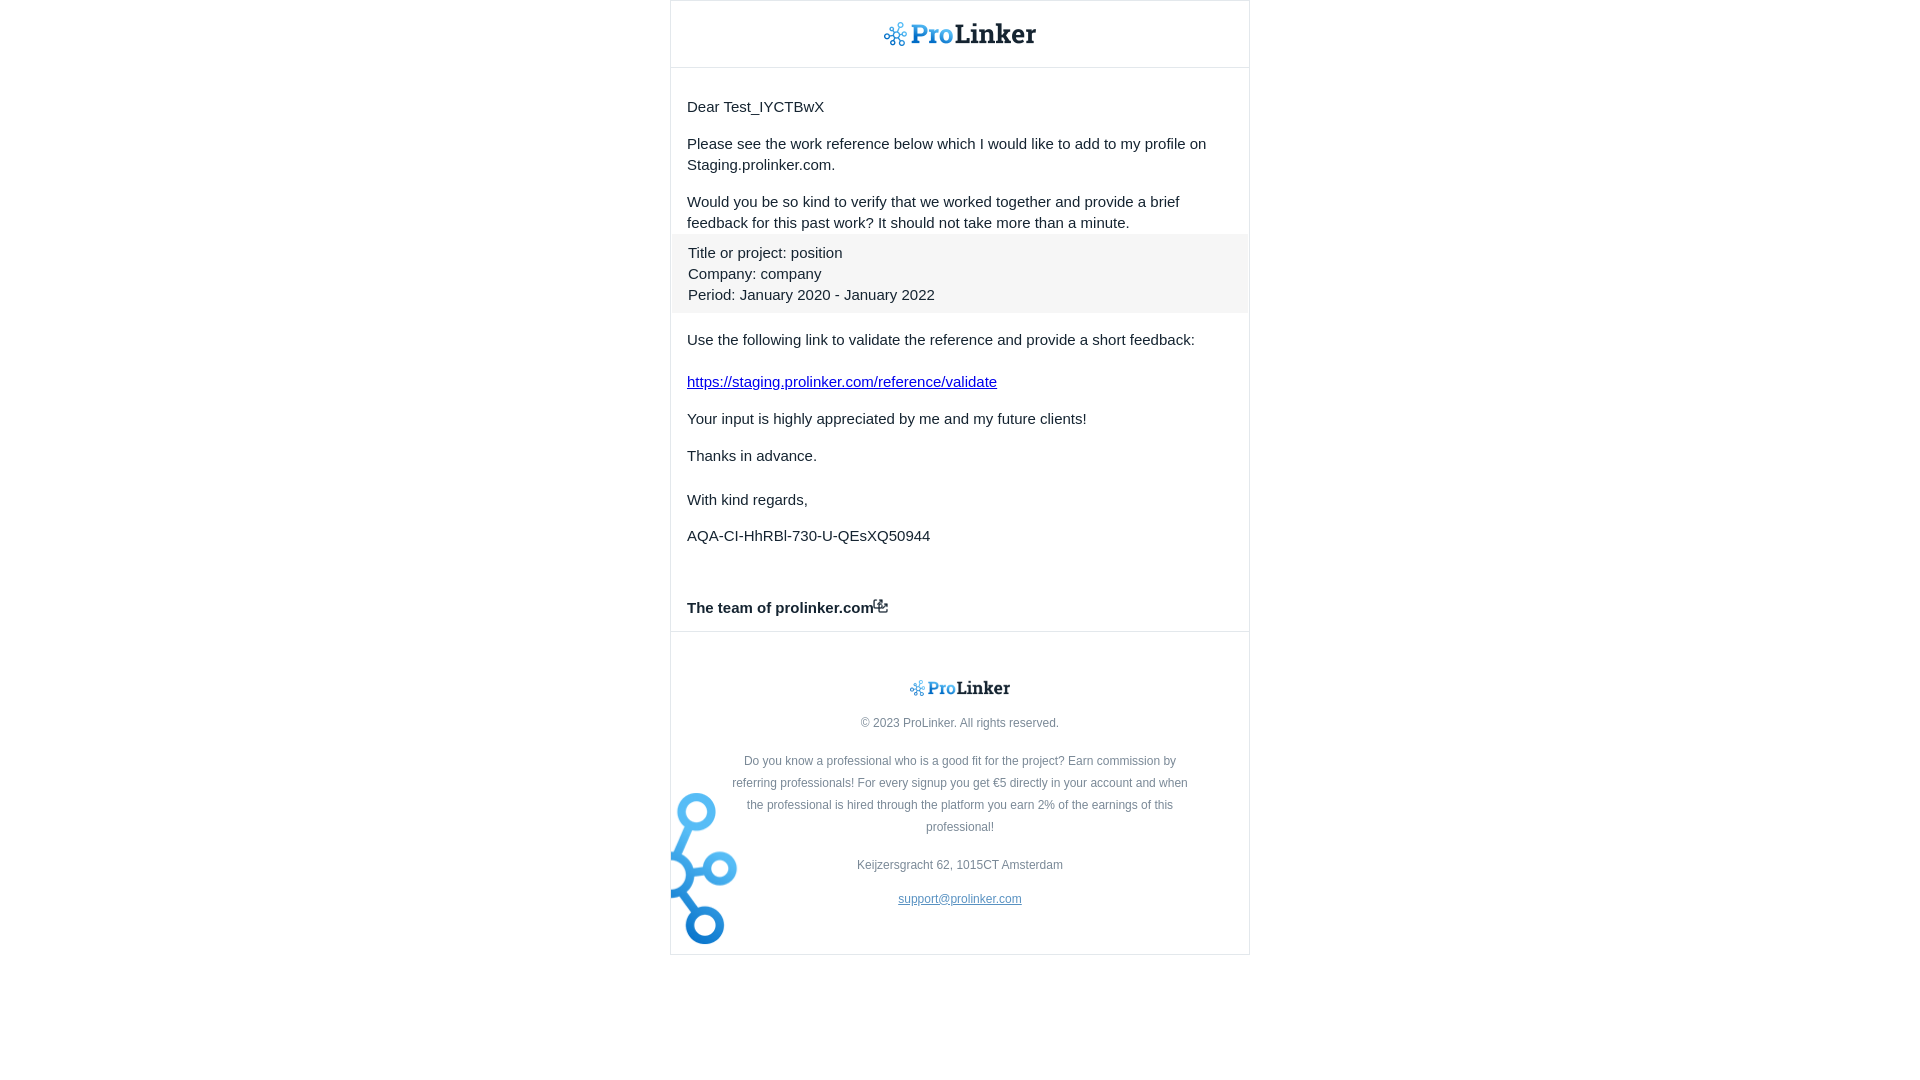 ProLinker
Dear Test_IYCTBwX
Please see the work reference below which I would like to add to my profile on
Staging.prolinker.com.
Would you be so kind to verify that we worked together and provide a brief
feedback for this past work? It should not take more than a minute.
Title or project: position
Company: company
Period: January 2020 - January 2022
Use the following link to validate the reference and provide a short feedback:
https://staging.prolinker.com/reference/validate
Your input is highly appreciated by me and my future clients!
Thanks in advance.
With kind regards,
AQA-CI-HhRBl-730-U-QEsXQ50944
The team of prolinker.com
ProLinker
© 2023 ProLinker. All rights reserved.
Do you know a professional who is a good fit for the project? Earn commission by
referring professionals! For every signup you get €5 directly in your account and when
the professional is hired through the platform you earn 2% of the earnings of this
professional!
Keijzersgracht 62, 1015CT Amsterdam
support@prolinker.com